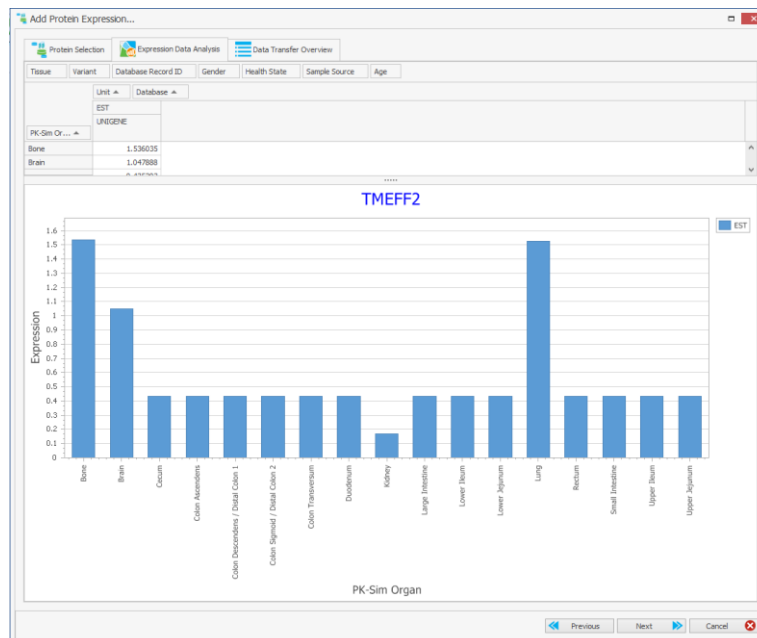 Add Protein Expression...
Protein Selection
Expression Data Analysis
Data Transfer Overview
Tissue Variant Database Record ID Gender Health State Sample Source Age
Unit Database
EST
UNIGENE
PK-Sim Or...
Bone 1.536035
Brain 1.047888
TMEFF2
EST
Expression
1.6
1.5
1.4
1.3
1.2
1.1
1
0.9
0.8
0.7
0.6
0.5
0.4
0.3
0.2
0.1
0
Bone
Brain
Cecum
Colon Ascendens
Colon Descendens / Distal Colon 1
Colon Sigmoid / Distal Colon 2
Colon Transversum
Duodenum
Kidney
Large Intestine
Lower Ileum
Lower Jejunum
Lung
Rectum
Small Intestine
Upper Ileum
Upper Jejunum
PK-Sim Organ
Previous Next Cancel